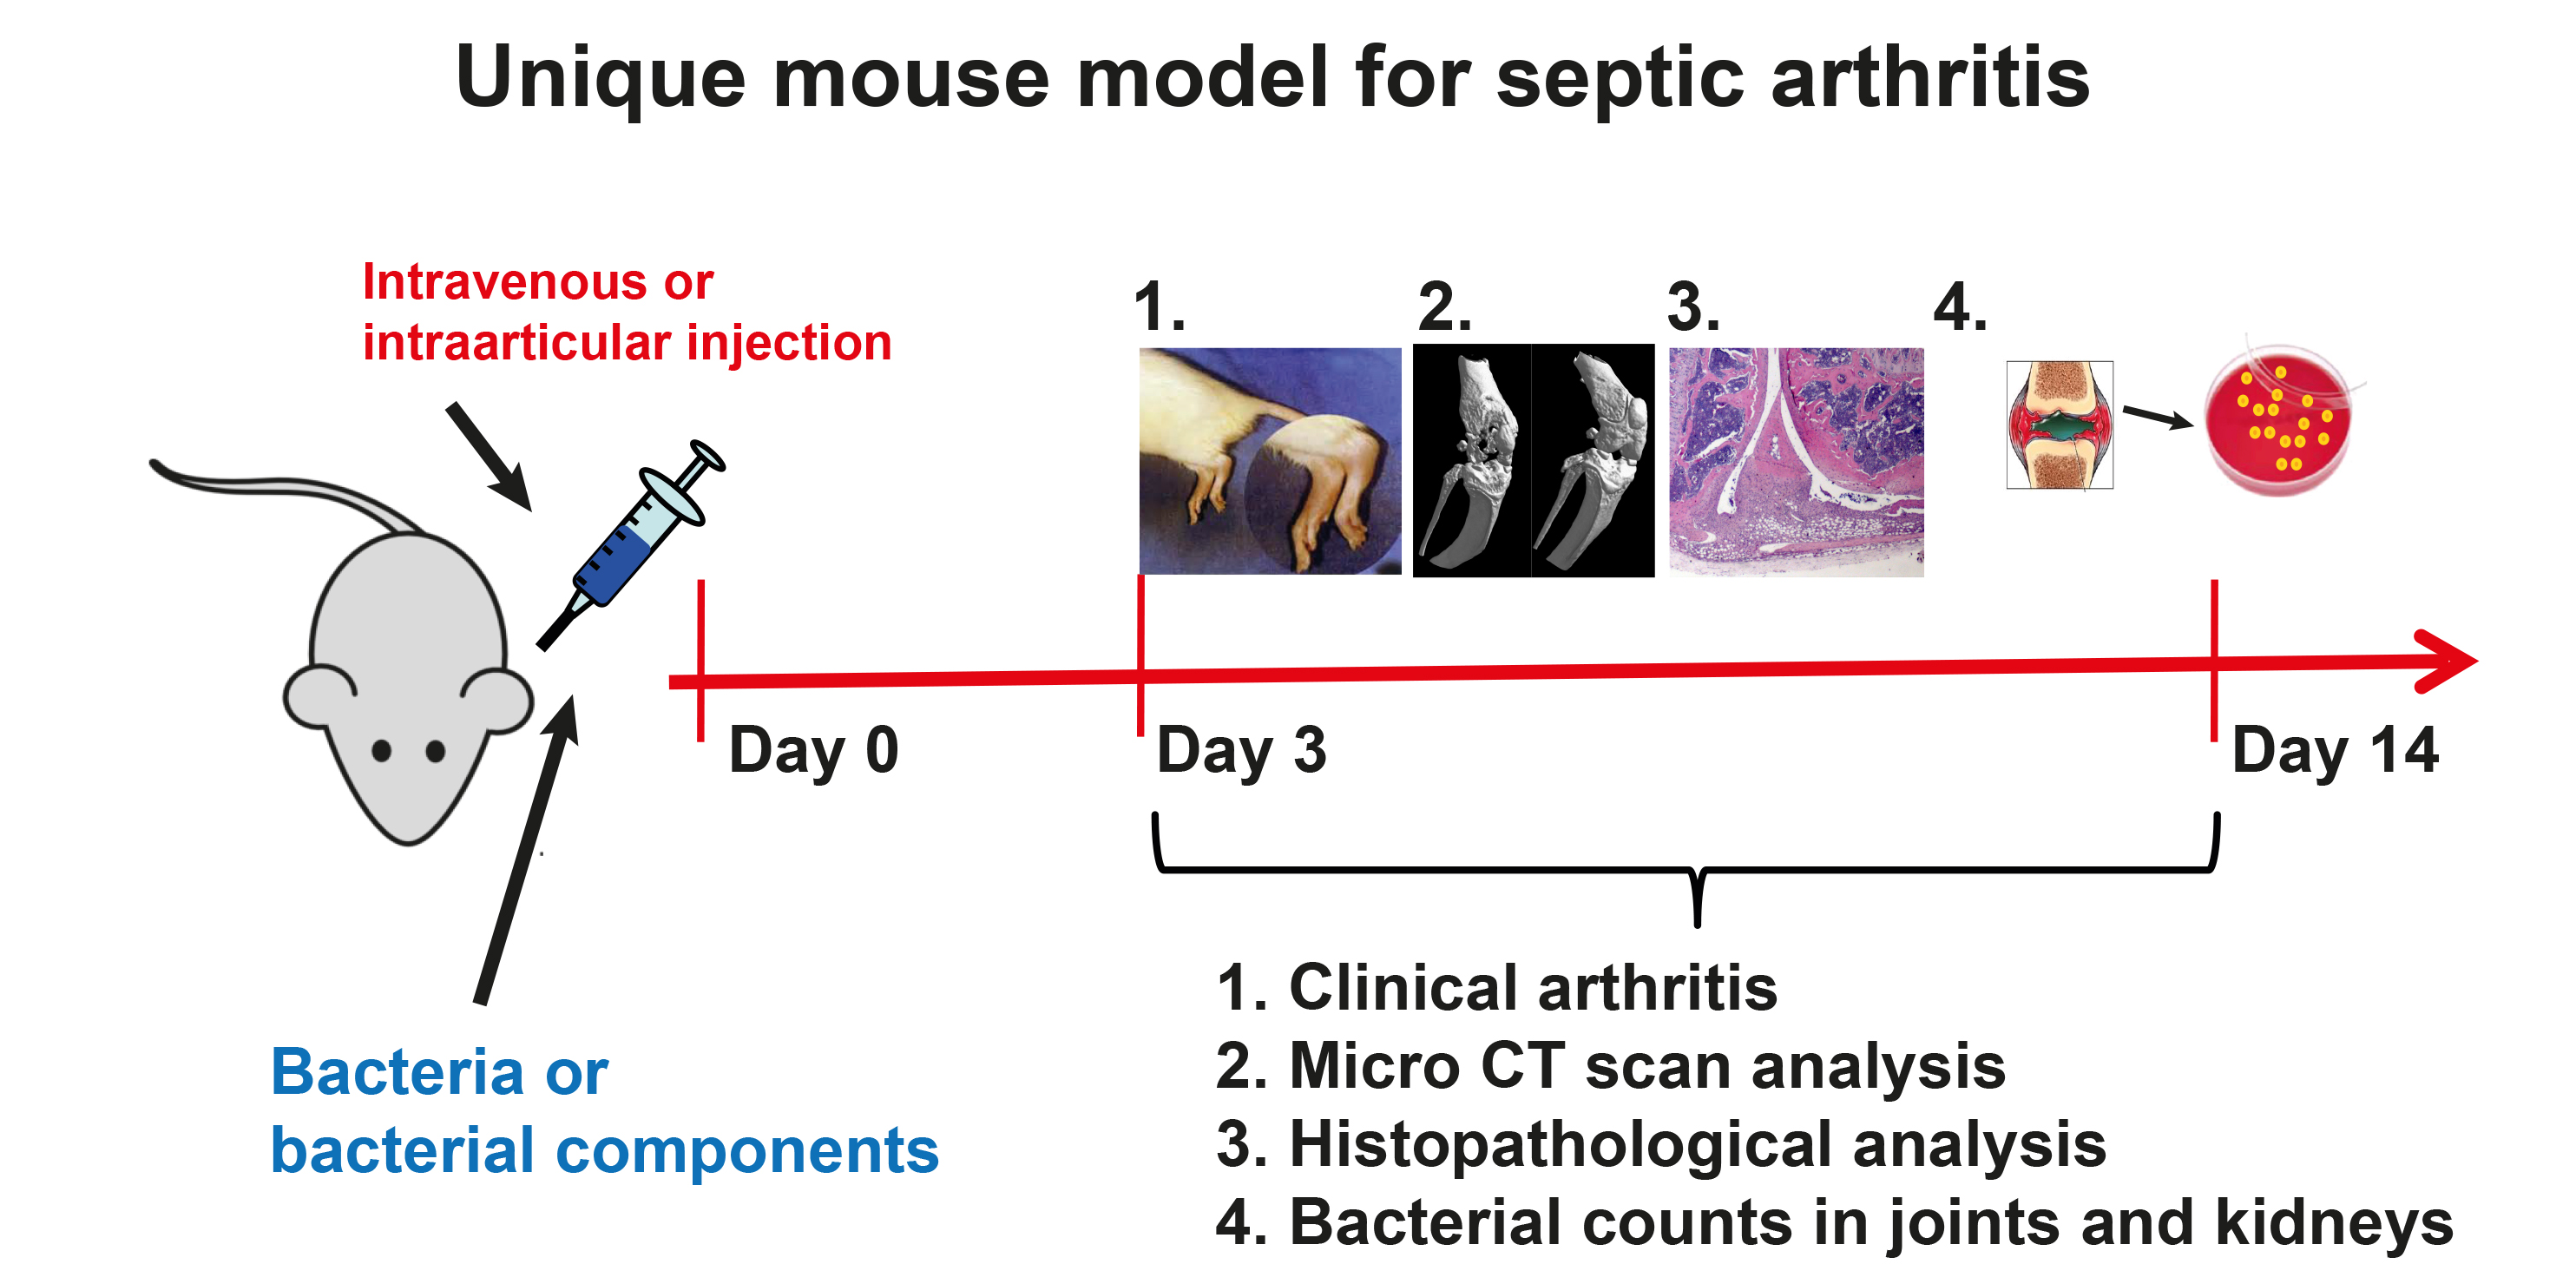 Unique mouse model for septic arthritis
Intravenous or
intraarticular injection
1.
2.
3.
4.
Day 0
Day 3
Day 14
Bacteria or
bacterial components
1. Clinical arthritis
2. Micro CT scan analysis
3. Histopathological analysis
4. Bacterial counts in joints and kidneys